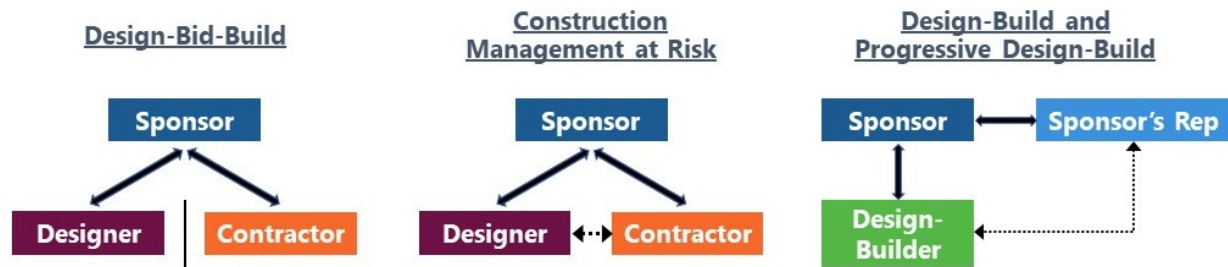 Design-Bid-Build
Sponsor
Designer
Contractor
Construction
Management at Risk
Sponsor
Designer
Contractor
Design-Build and
Progressive Design-Build
Sponsor
Sponsor's Rep
Design-
Builder